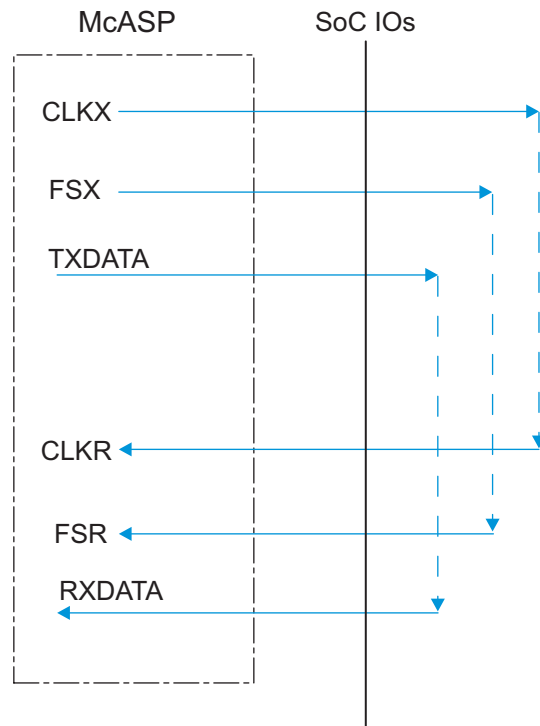 McASP
SoC IOs
CLKX
FSX
TXDATA
CLKR
FSR
RXDATA